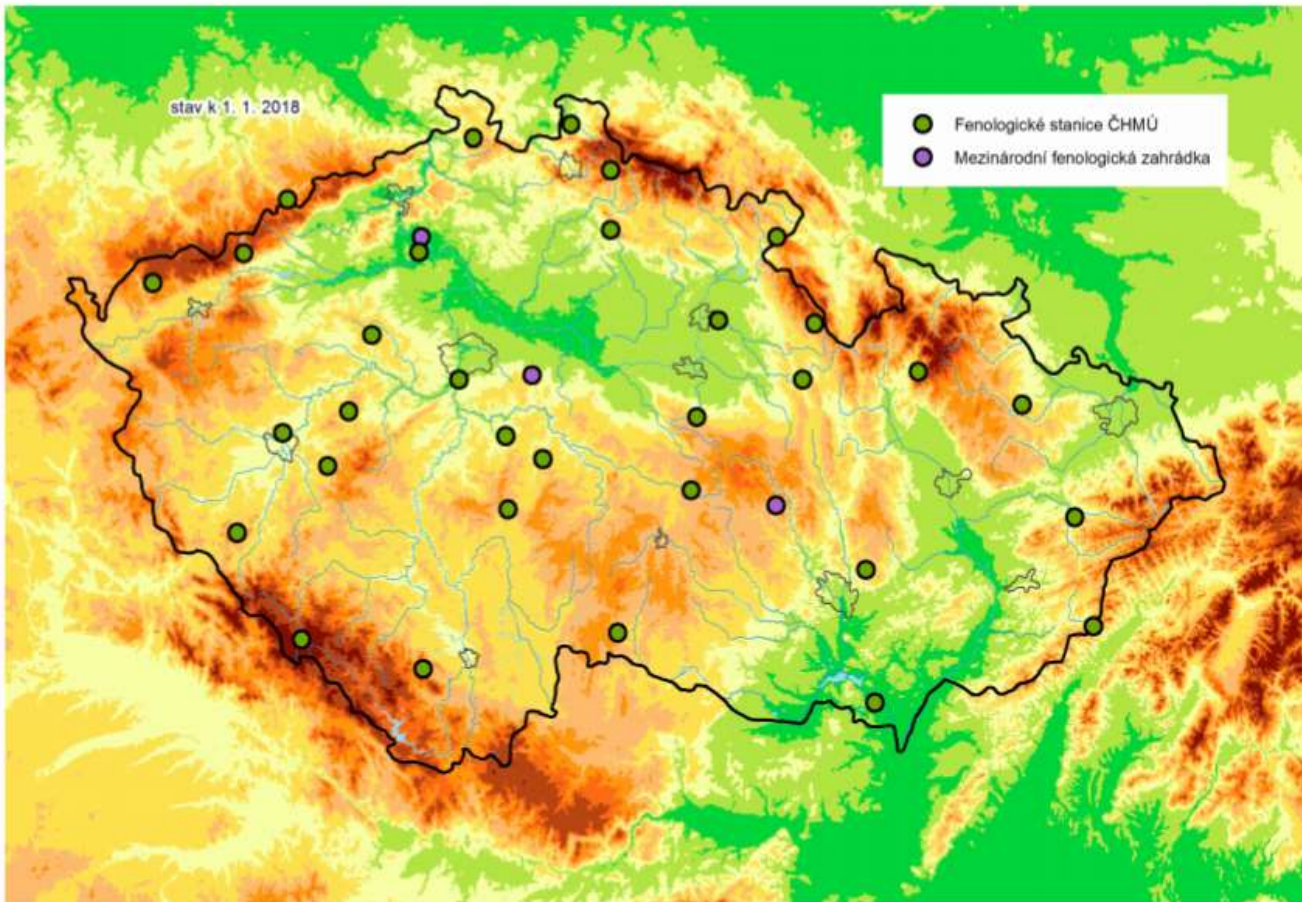 stav k 1. 1. 2018
Fenologické stanice ČHMÚ
Mezinárodní fenologická zahrádka